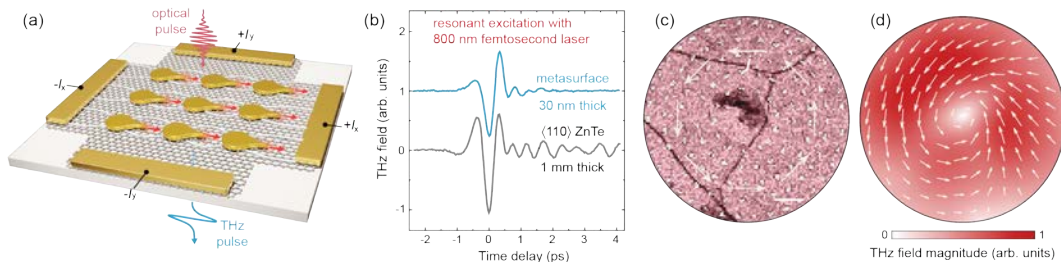 (a)
optical
pulse
+Iy
-Ix
+Ix
-Iy
THz
pulse
(b)
resonant excitation with
800 nm femtosecond laser
metasurface
30 nm thick
⟨110⟩ ZnTe
1 mm thick
THz field (arb. units)
2
1
0
-1
-2 -1 0 1 2 3 4
Time delay (ps)
(c)
(d)
0 1
THz field magnitude (arb. units)